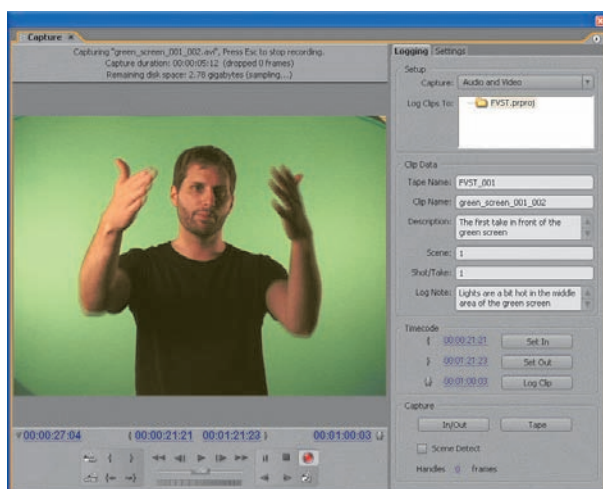 Capture
Capturing "green_screen_001_002.avi", Press Esc to stop recording.
Capture duration: 00:00:05:12 (dropped 0 frames)
Remaining disk space: 2.78 gigabytes (sampling...)
00:00:27:04
{ 00:00:21:21 00:01:21:23 }
00:01:00:03
Logging Settings
Setup
Capture: Audio and Video
Log Clips To: FVST.prproj
Clip Data
Tape Name: FVST_001
Clip Name: green_screen_001_002
Description: The first take in front of the
green screen
Scene: 1
Shot/Take: 1
Log Note: Lights are a bit hot in the middle
area of the green screen
Timecode
{ 00:00:21:21 Set In
} 00:01:21:23 Set Out
{} 00:01:00:03 Log Clip
Capture
In/Out Tape
Scene Detect
Handles 0 frames